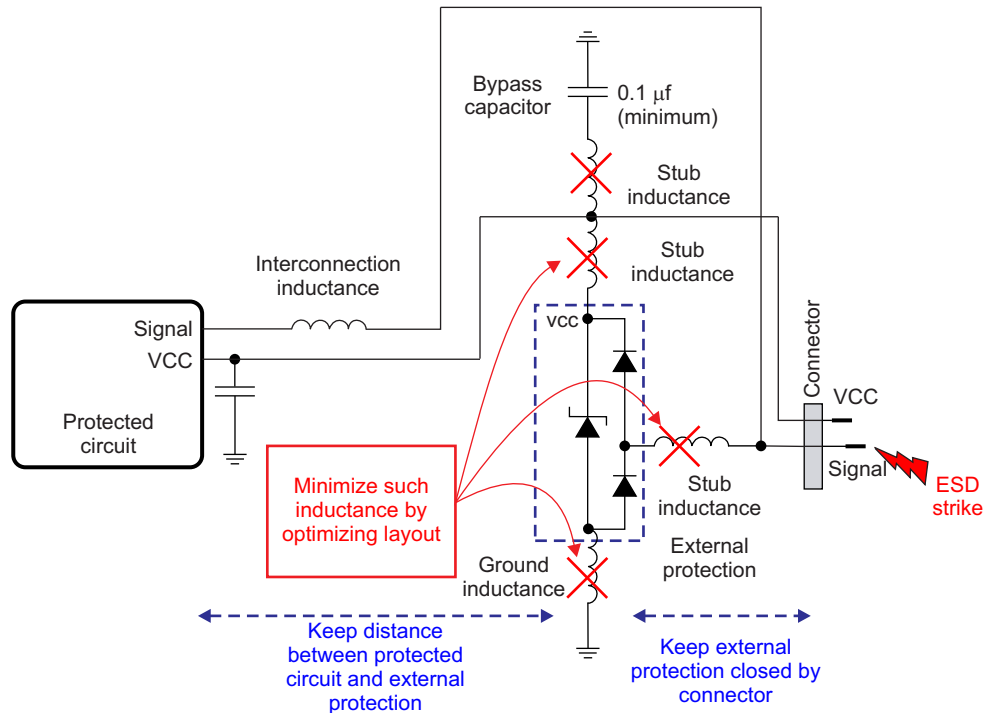 Bypass
capacitor
0.1 μf
(minimum)
Stub
inductance
Stub
inductance
Interconnection
inductance
Signal
VCC
Protected
circuit
vcc
Connector
VCC
Signal
ESD
strike
Minimize such
inductance by
optimizing layout
Stub
inductance
External
protection
Ground
inductance
Keep distance
between protected
circuit and external
protection
Keep external
protection closed by
connector